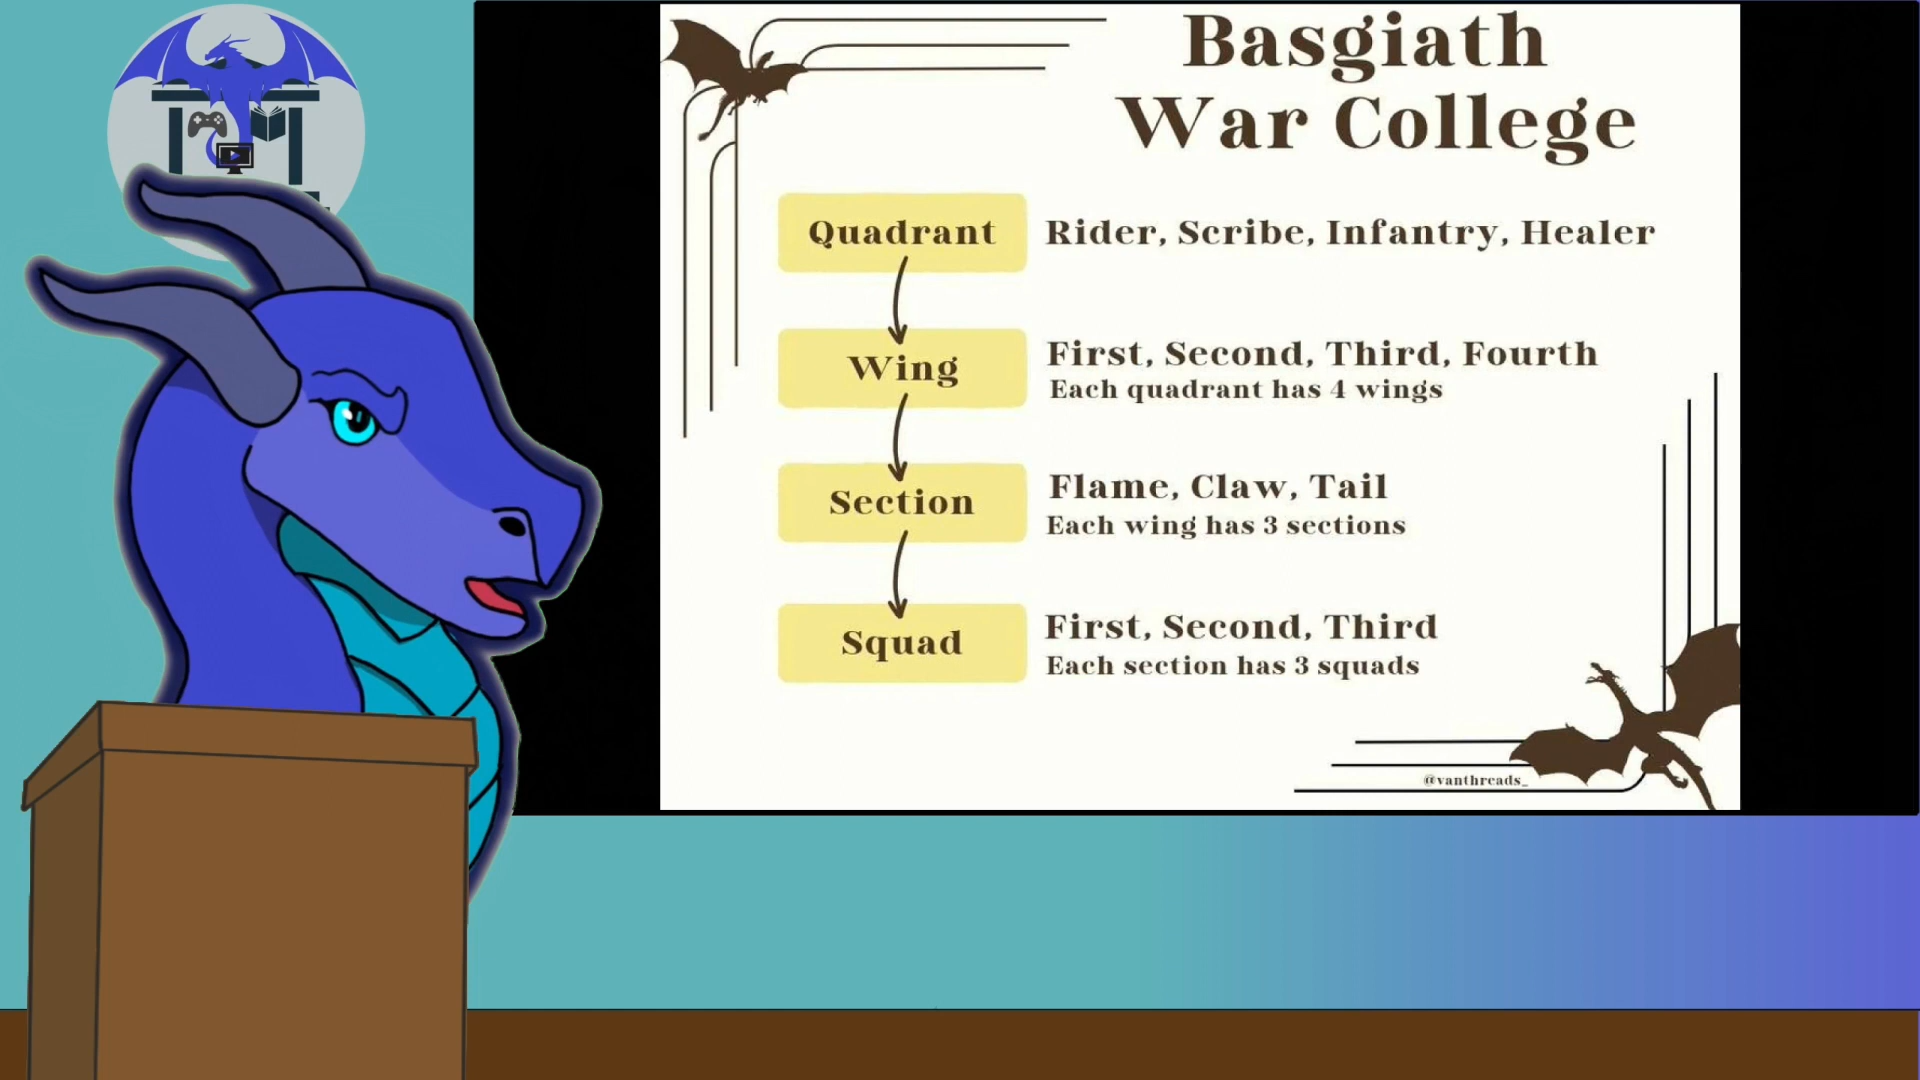 Basgiath
War College
Quadrant
Rider, Scribe, Infantry, Healer
Wing
First, Second, Third, Fourth
Each quadrant has 4 wings
Section
Flame, Claw, Tail
Each wing has 3 sections
Squad
First, Second, Third
Each section has 3 squads
@vanthreads_